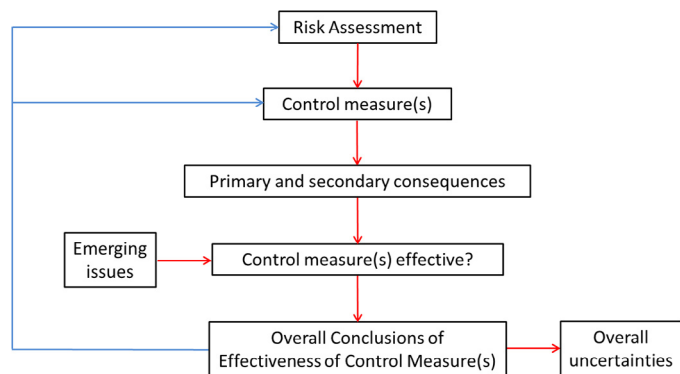 Risk Assessment
Control measure(s)
Primary and secondary consequences
Emerging
issues
Control measure(s) effective?
Overall Conclusions of
Effectiveness of Control Measure(s)
Overall
uncertainties